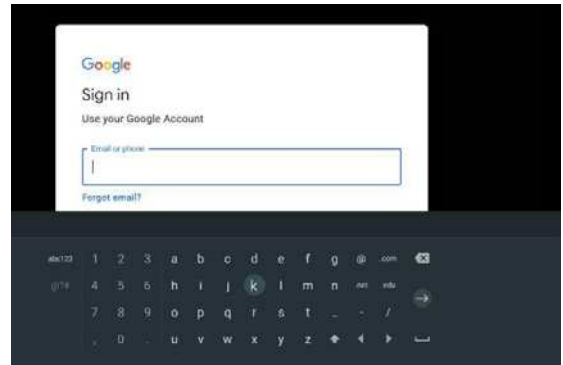 Google
Sign in
Use your Google Account
Email or phone
Forgot email?
abc123 1 2 3 a b c d e f g @ .com
4 5 6 h i j k l m n .net .edu
7 8 9 o p q r s t _ - /
, 0 . u v w x y z